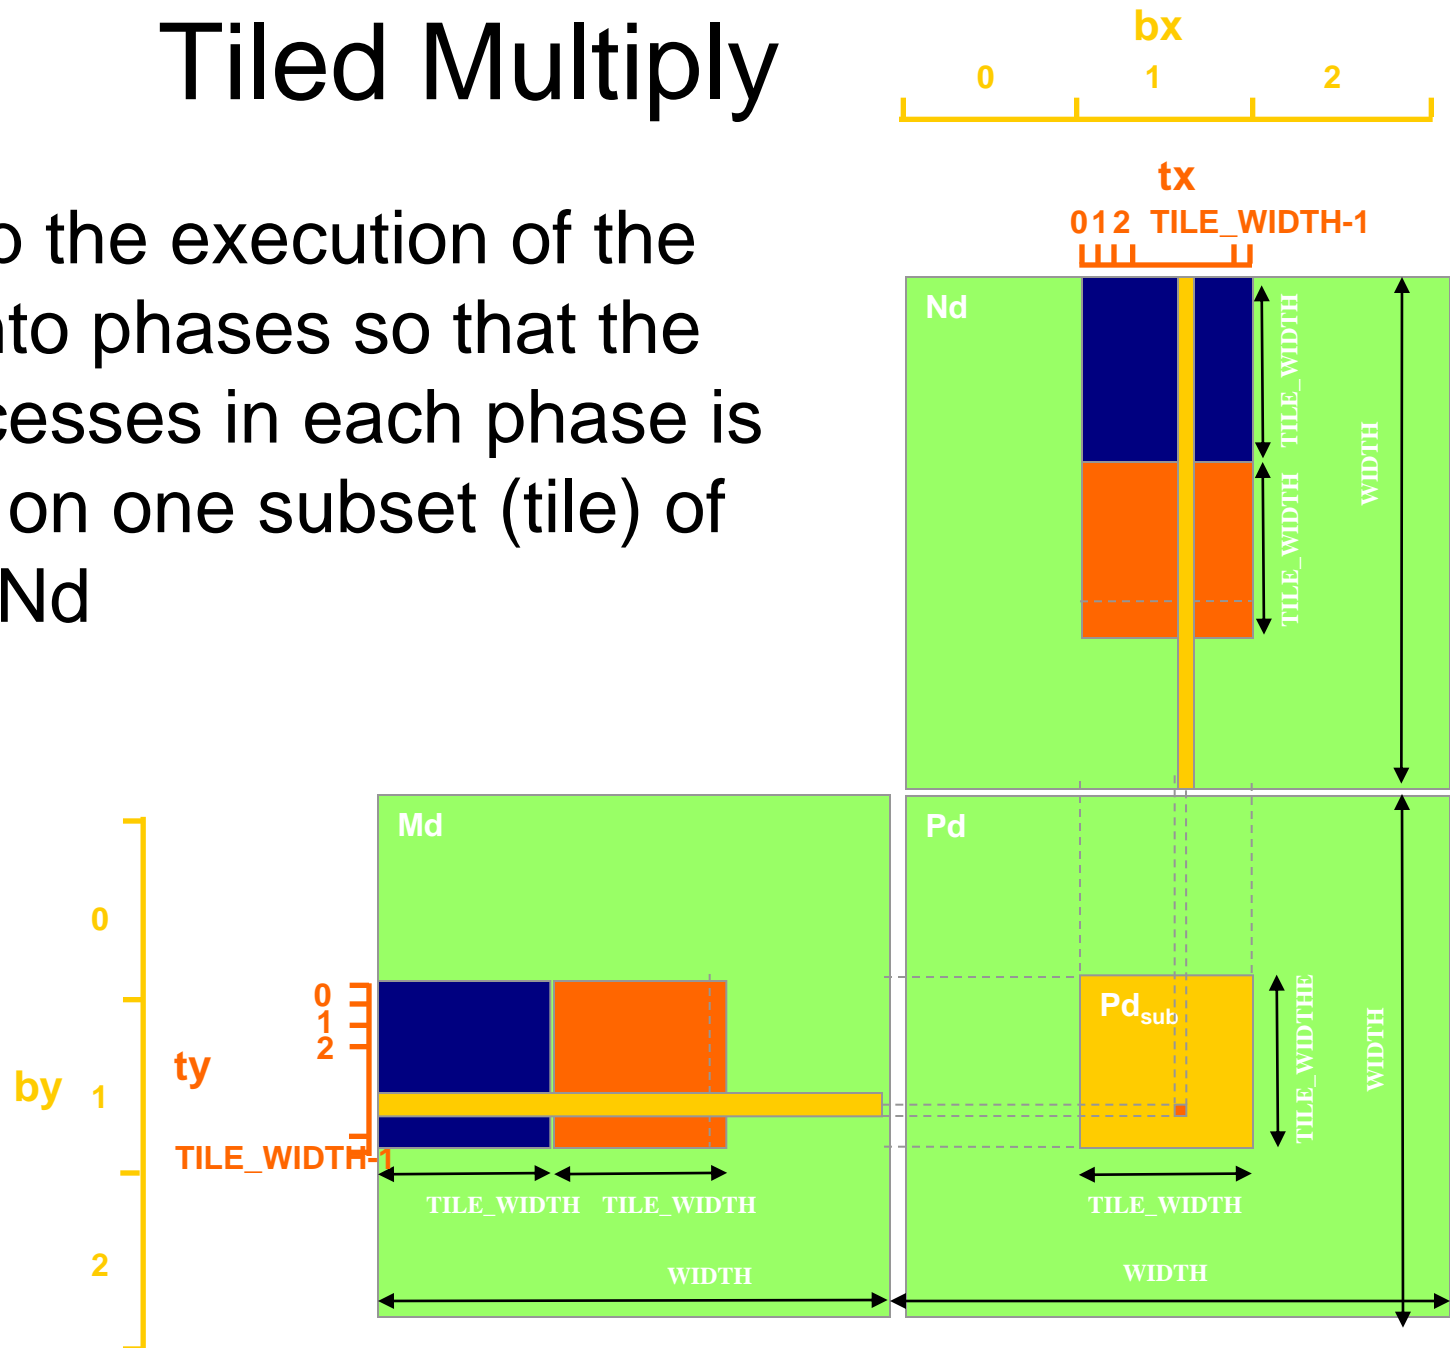 Tiled Multiply
bx
0 1 2
tx
0 1 2 TILE_WIDTH-1
o the execution of the
nto phases so that the
cesses in each phase is
on one subset (tile) of
Nd
Nd
TILE_WIDTH
TILE_WIDTH
WIDTH
Md
Pd
by
0
1
2
ty
0
1
2
TILE_WIDTH-1
Pdsub
TILE_WIDTHE
WIDTH
TILE_WIDTH TILE_WIDTH
TILE_WIDTH
WIDTH
WIDTH